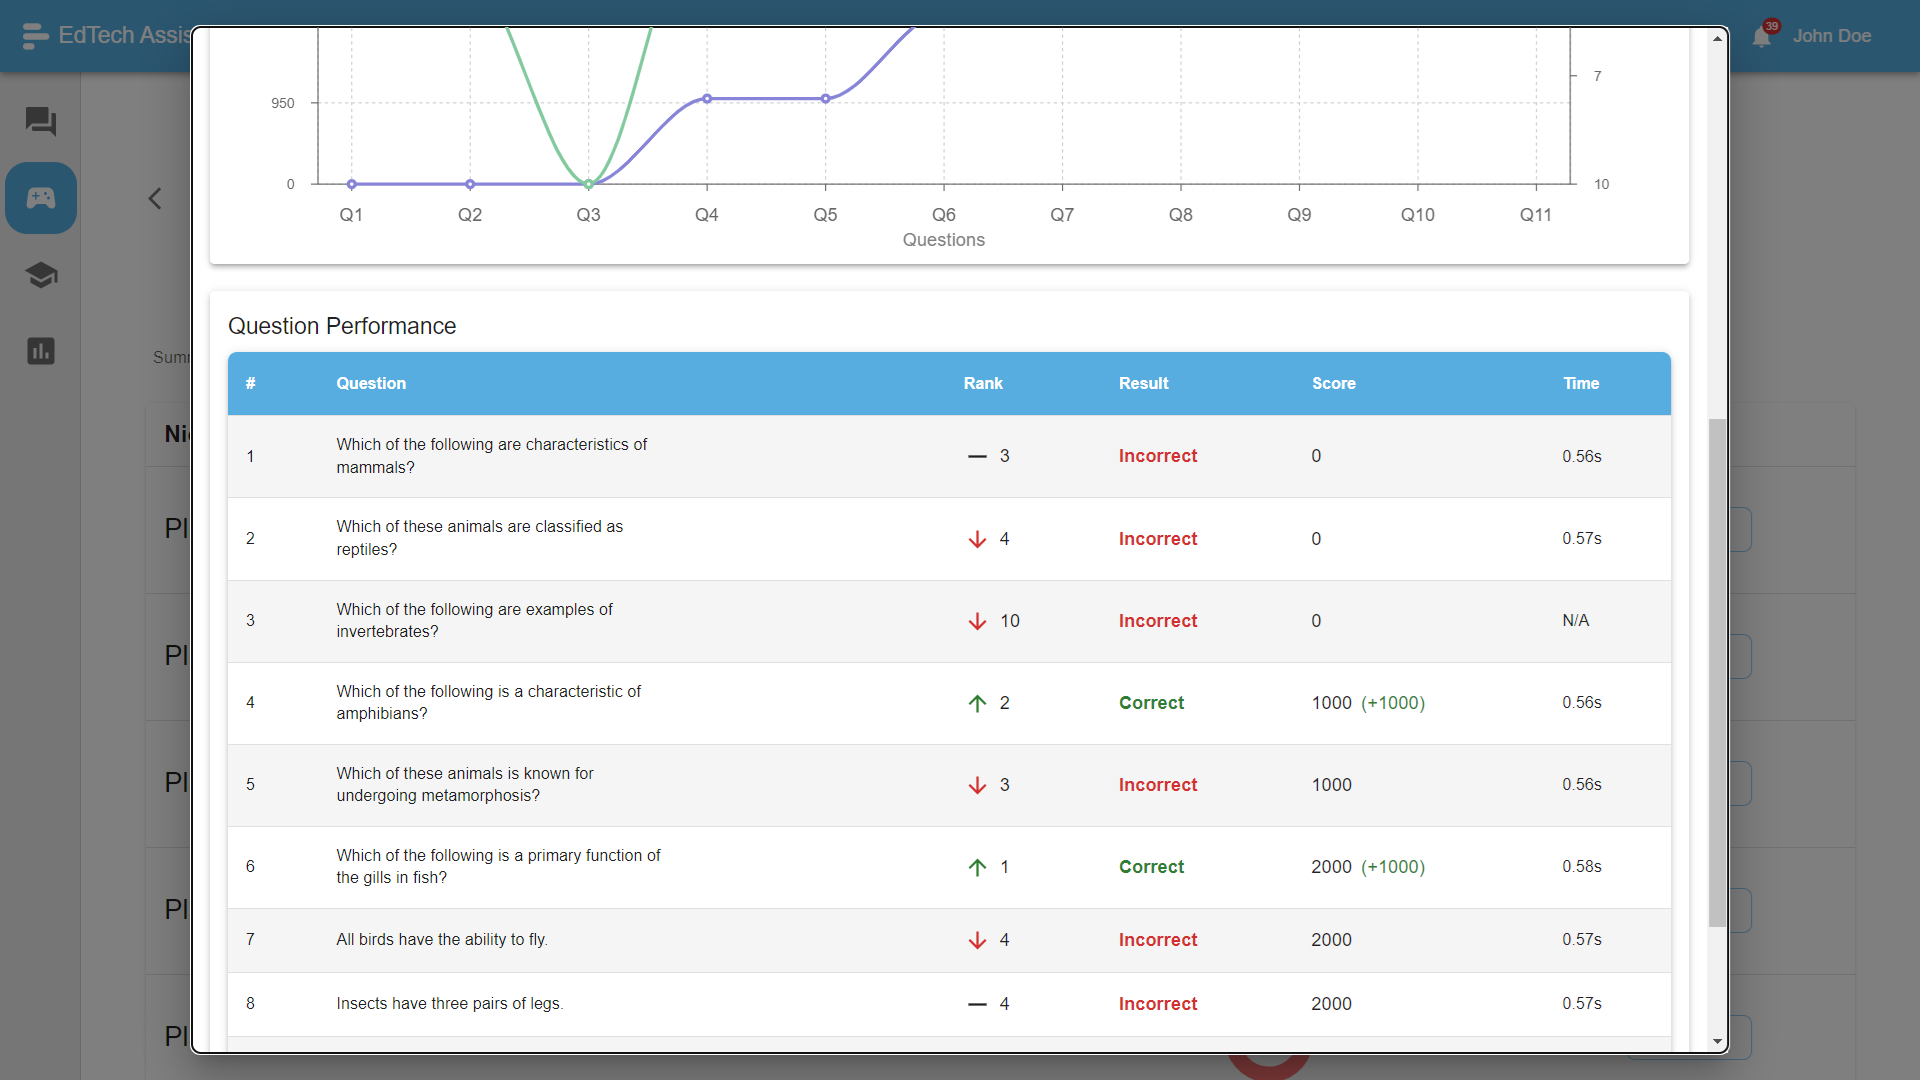 EdTech Assis
39
John Doe
950
7
0
10
Q1 Q2 Q3 Q4 Q5 Q6 Q7 Q8 Q9 Q10 Q11
Questions
Question Performance
# Question Rank Result Score Time
1 Which of the following are characteristics of
mammals? 3 Incorrect 0 0.56s
2 Which of these animals are classified as
reptiles? 4 Incorrect 0 0.57s
3 Which of the following are examples of
invertebrates? 10 Incorrect 0 N/A
4 Which of the following is a characteristic of
amphibians? 2 Correct 1000 (+1000) 0.56s
5 Which of these animals is known for
undergoing metamorphosis? 3 Incorrect 1000 0.56s
6 Which of the following is a primary function of
the gills in fish? 1 Correct 2000 (+1000) 0.58s
7 All birds have the ability to fly. 4 Incorrect 2000 0.57s
8 Insects have three pairs of legs. 4 Incorrect 2000 0.57s
Sum
Ni
Pl
Pl
Pl
Pl
Pl